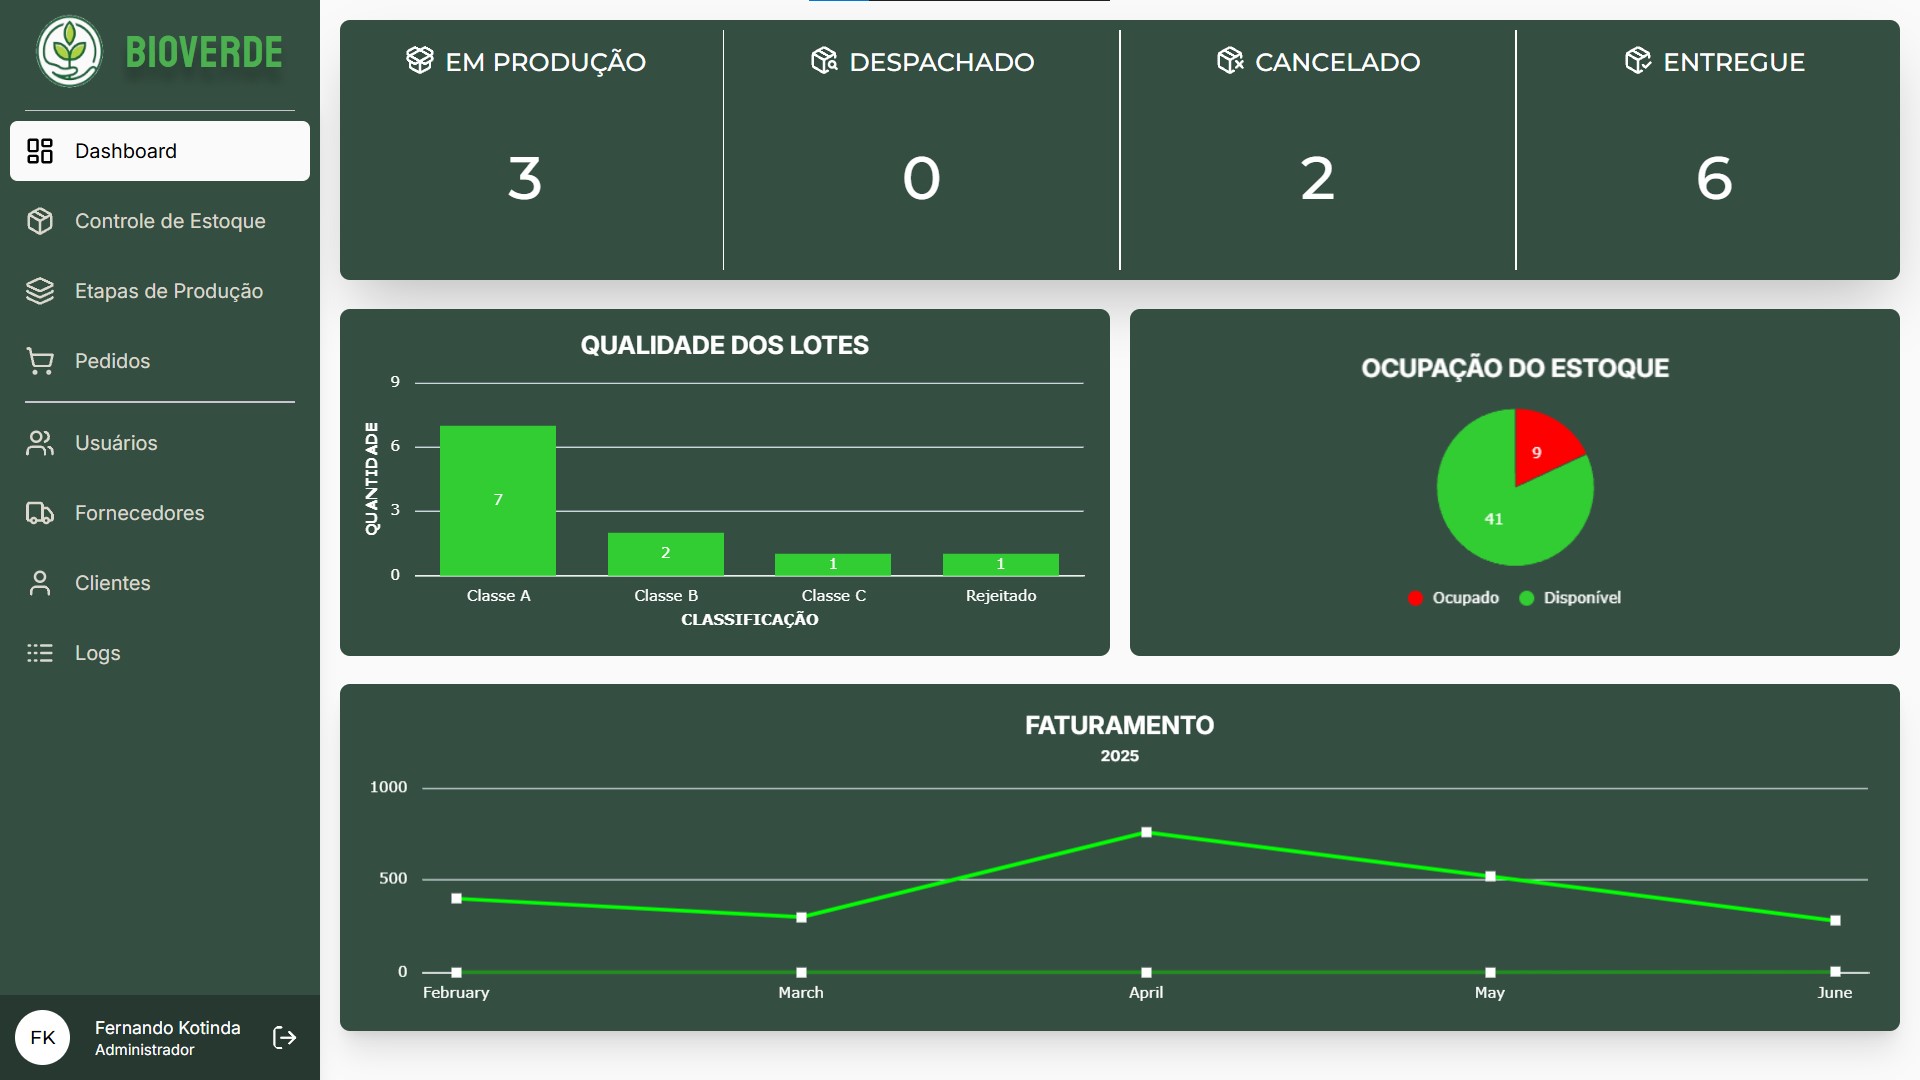 BIOVERDE
Dashboard
Controle de Estoque
Etapas de Produção
Pedidos
Usuários
Fornecedores
Clientes
Logs
FK
Fernando Kotinda
Administrador
EM PRODUÇÃO
3
DESPACHADO
0
CANCELADO
2
ENTREGUE
6
QUALIDADE DOS LOTES
QUANTIDADE
9
6
3
0
7
2
1
1
Classe A
Classe B
Classe C
Rejeitado
CLASSIFICAÇÃO
OCUPAÇÃO DO ESTOQUE
9
41
Ocupado
Disponível
FATURAMENTO
2025
1000
500
0
February
March
April
May
June